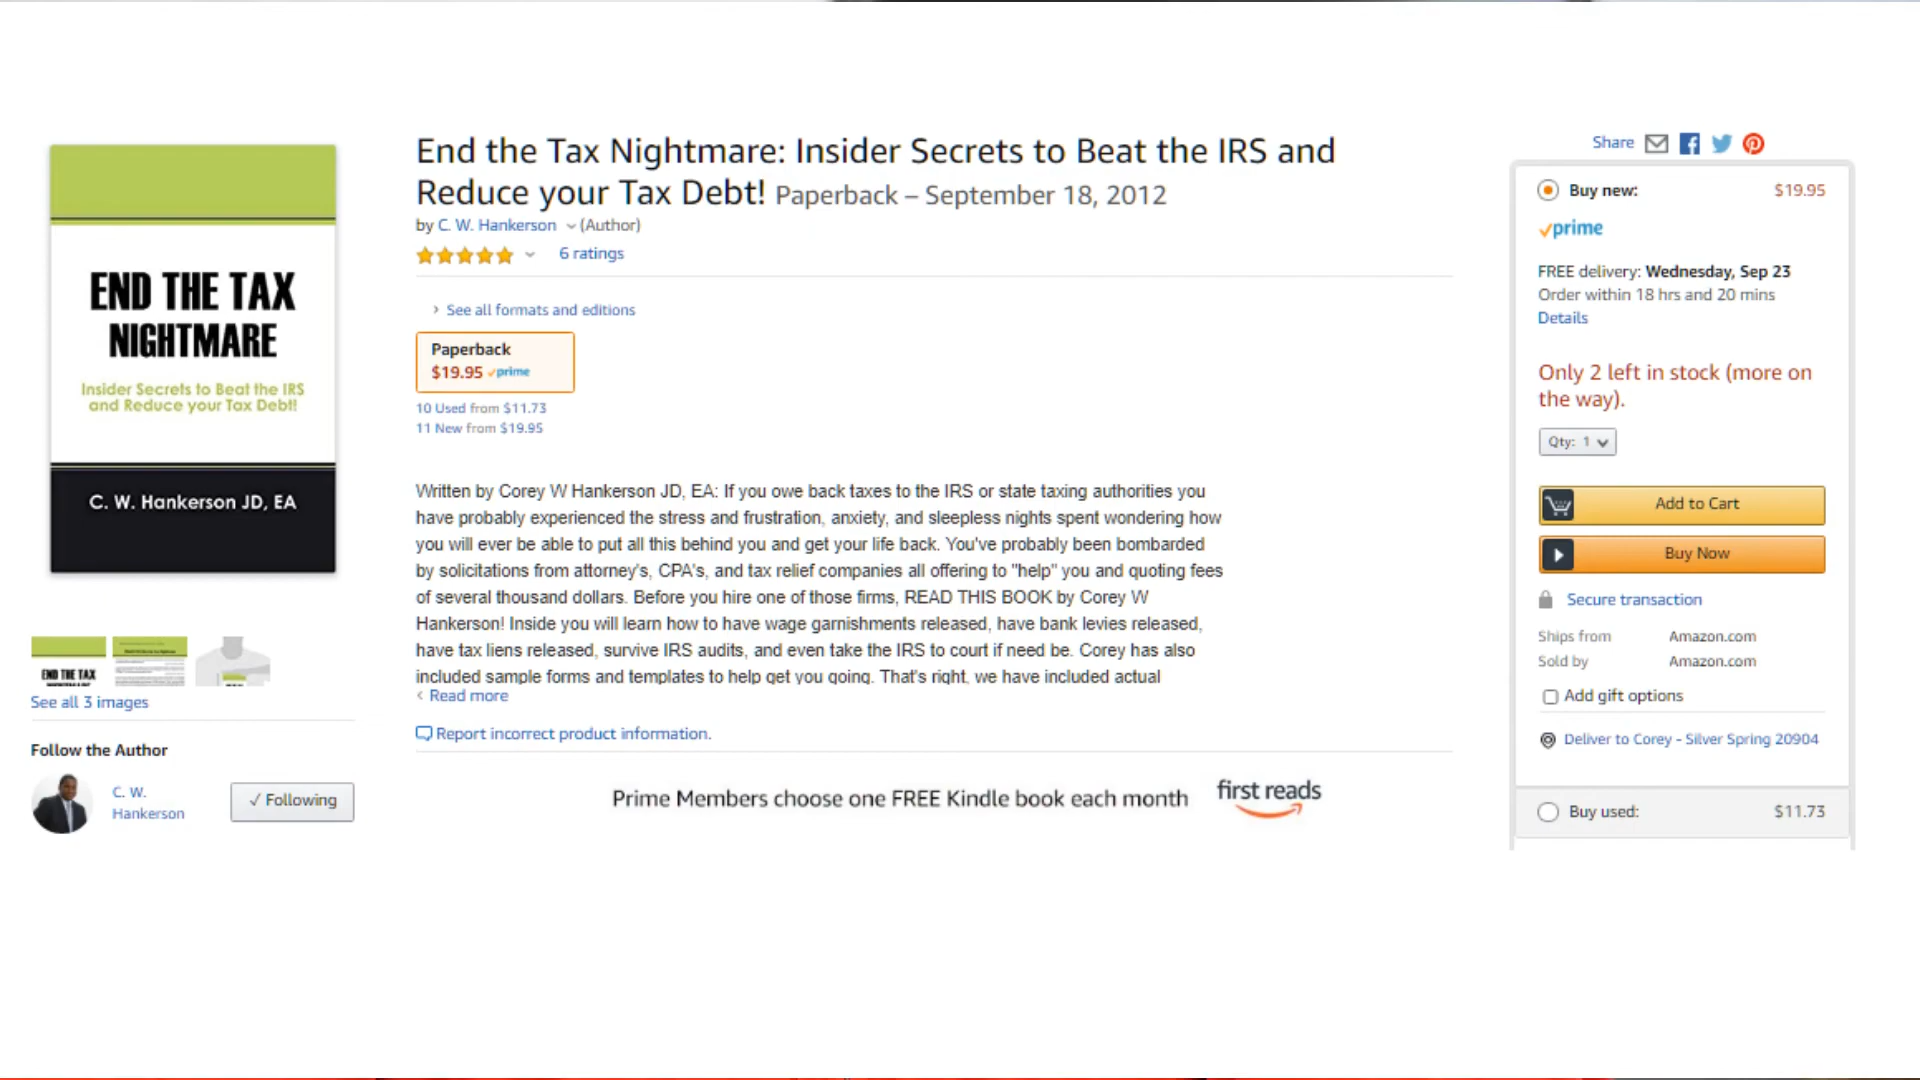 END THE TAX
NIGHTMARE
Insider Secrets to Beat the IRS
and Reduce your Tax Debt!
C. W. Hankerson JD, EA
END THE TAX
See all 3 images
Follow the Author
C. W.
Hankerson
✓ Following
End the Tax Nightmare: Insider Secrets to Beat the IRS and
Reduce your Tax Debt! Paperback – September 18, 2012
by C. W. Hankerson (Author)
6 ratings
› See all formats and editions
Paperback
$19.95 prime
10 Used from $11.73
11 New from $19.95
Written by Corey W Hankerson JD, EA: If you owe back taxes to the IRS or state taxing authorities you
have probably experienced the stress and frustration, anxiety, and sleepless nights spent wondering how
you will ever be able to put all this behind you and get your life back. You've probably been bombarded
by solicitations from attorney's, CPA's, and tax relief companies all offering to "help" you and quoting fees
of several thousand dollars. Before you hire one of those firms, READ THIS BOOK by Corey W
Hankerson! Inside you will learn how to have wage garnishments released, have bank levies released,
have tax liens released, survive IRS audits, and even take the IRS to court if need be. Corey has also
included sample forms and templates to help get you going. That's right, we have included actual
‹ Read more
Report incorrect product information.
Prime Members choose one FREE Kindle book each month
first reads
Share
Buy new: $19.95
prime
FREE delivery: Wednesday, Sep 23
Order within 18 hrs and 20 mins
Details
Only 2 left in stock (more on
the way).
Qty: 1
Add to Cart
Buy Now
Secure transaction
Ships from Amazon.com
Sold by Amazon.com
Add gift options
Deliver to Corey - Silver Spring 20904
Buy used: $11.73